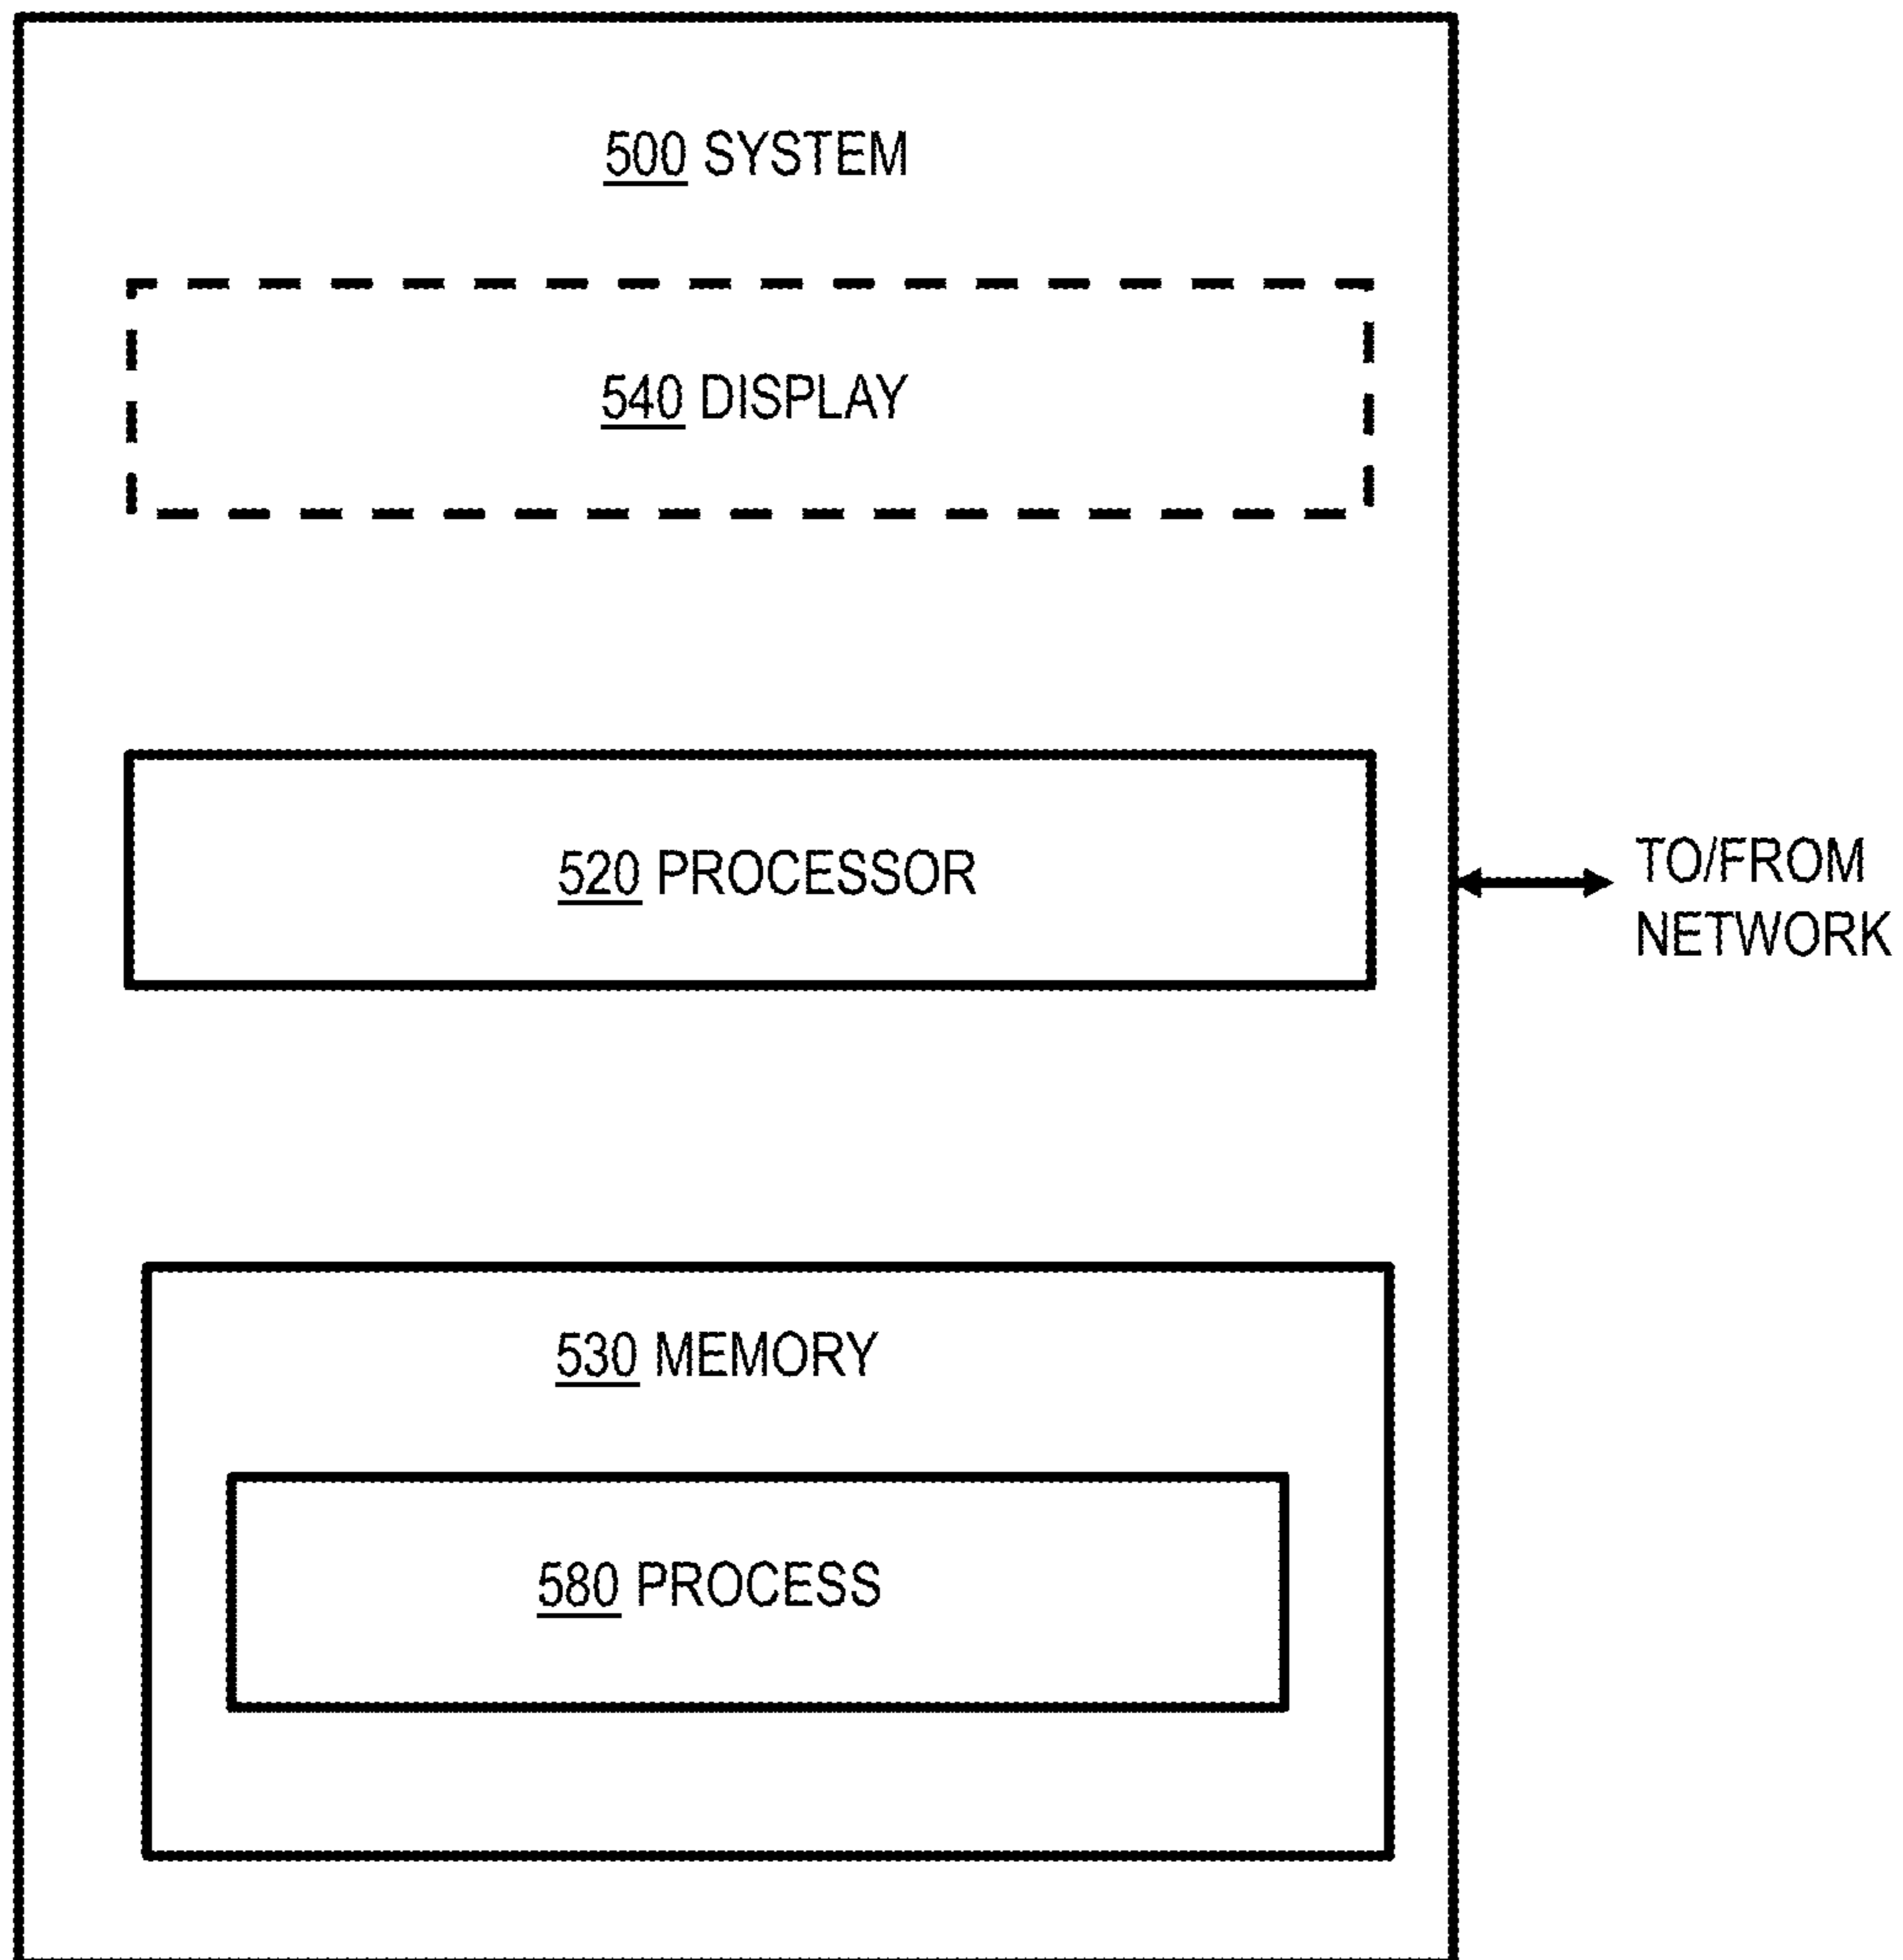 500 SYSTEM
540 DISPLAY
520 PROCESSOR
TO/FROM
NETWORK
530 MEMORY
580 PROCESS